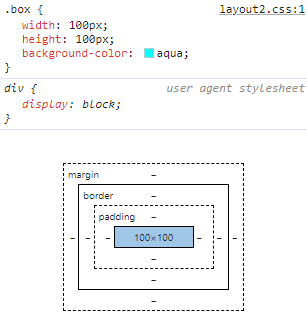 .box { layout2.css:1
width: 100px;
height: 100px;
background-color: aqua;
}
div { user agent stylesheet
display: block;
}
margin -
border -
padding -
- - - 100×100 - - -
-
-
-